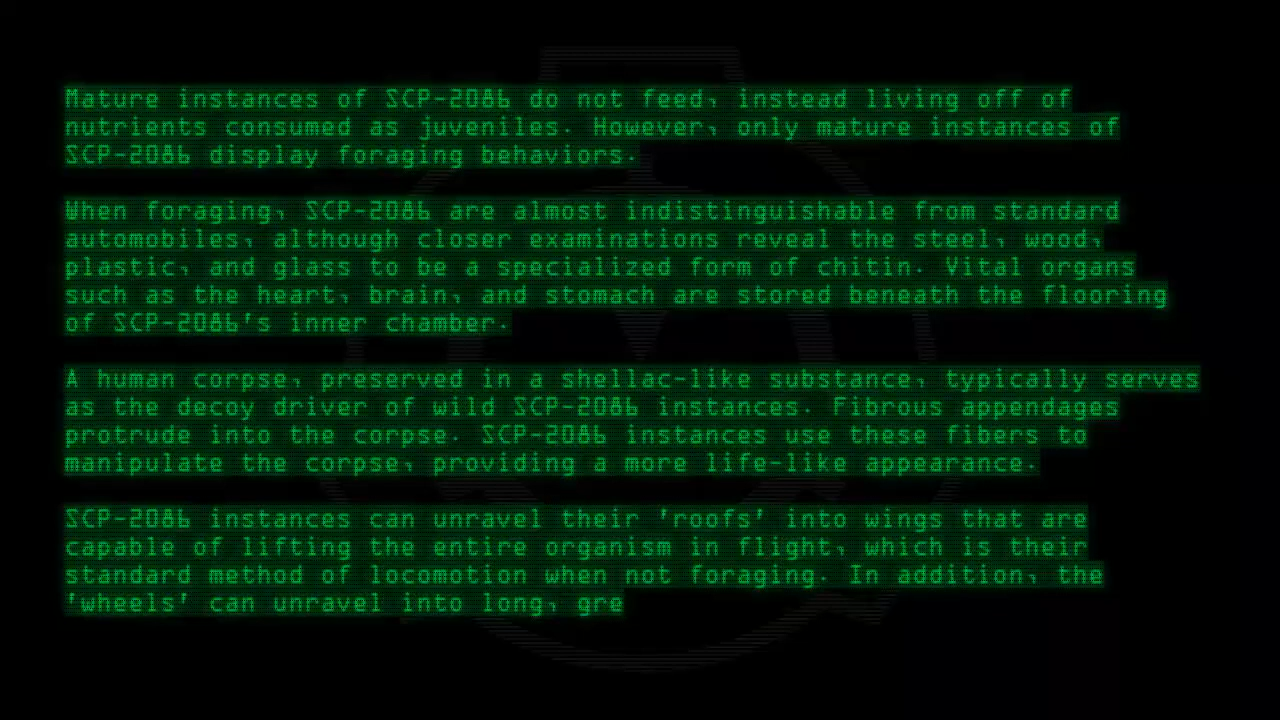 Mature instances of SCP-2086 do not feed, instead living off of
nutrients consumed as juveniles. However, only mature instances of
SCP-2086 display foraging behaviors.
When foraging, SCP-2086 are almost indistinguishable from standard
automobiles, although closer examinations reveal the steel, wood,
plastic, and glass to be a specialized form of chitin. Vital organs
such as the heart, brain, and stomach are stored beneath the flooring
of SCP-2086's inner chamber.
A human corpse, preserved in a shellac-like substance, typically serves
as the decoy driver of wild SCP-2086 instances. Fibrous appendages
protrude into the corpse. SCP-2086 instances use these fibers to
manipulate the corpse, providing a more life-like appearance.
SCP-2086 instances can unravel their 'roofs' into wings that are
capable of lifting the entire organism in flight, which is their
standard method of locomotion when not foraging. In addition, the
'wheels' can unravel into long, gre